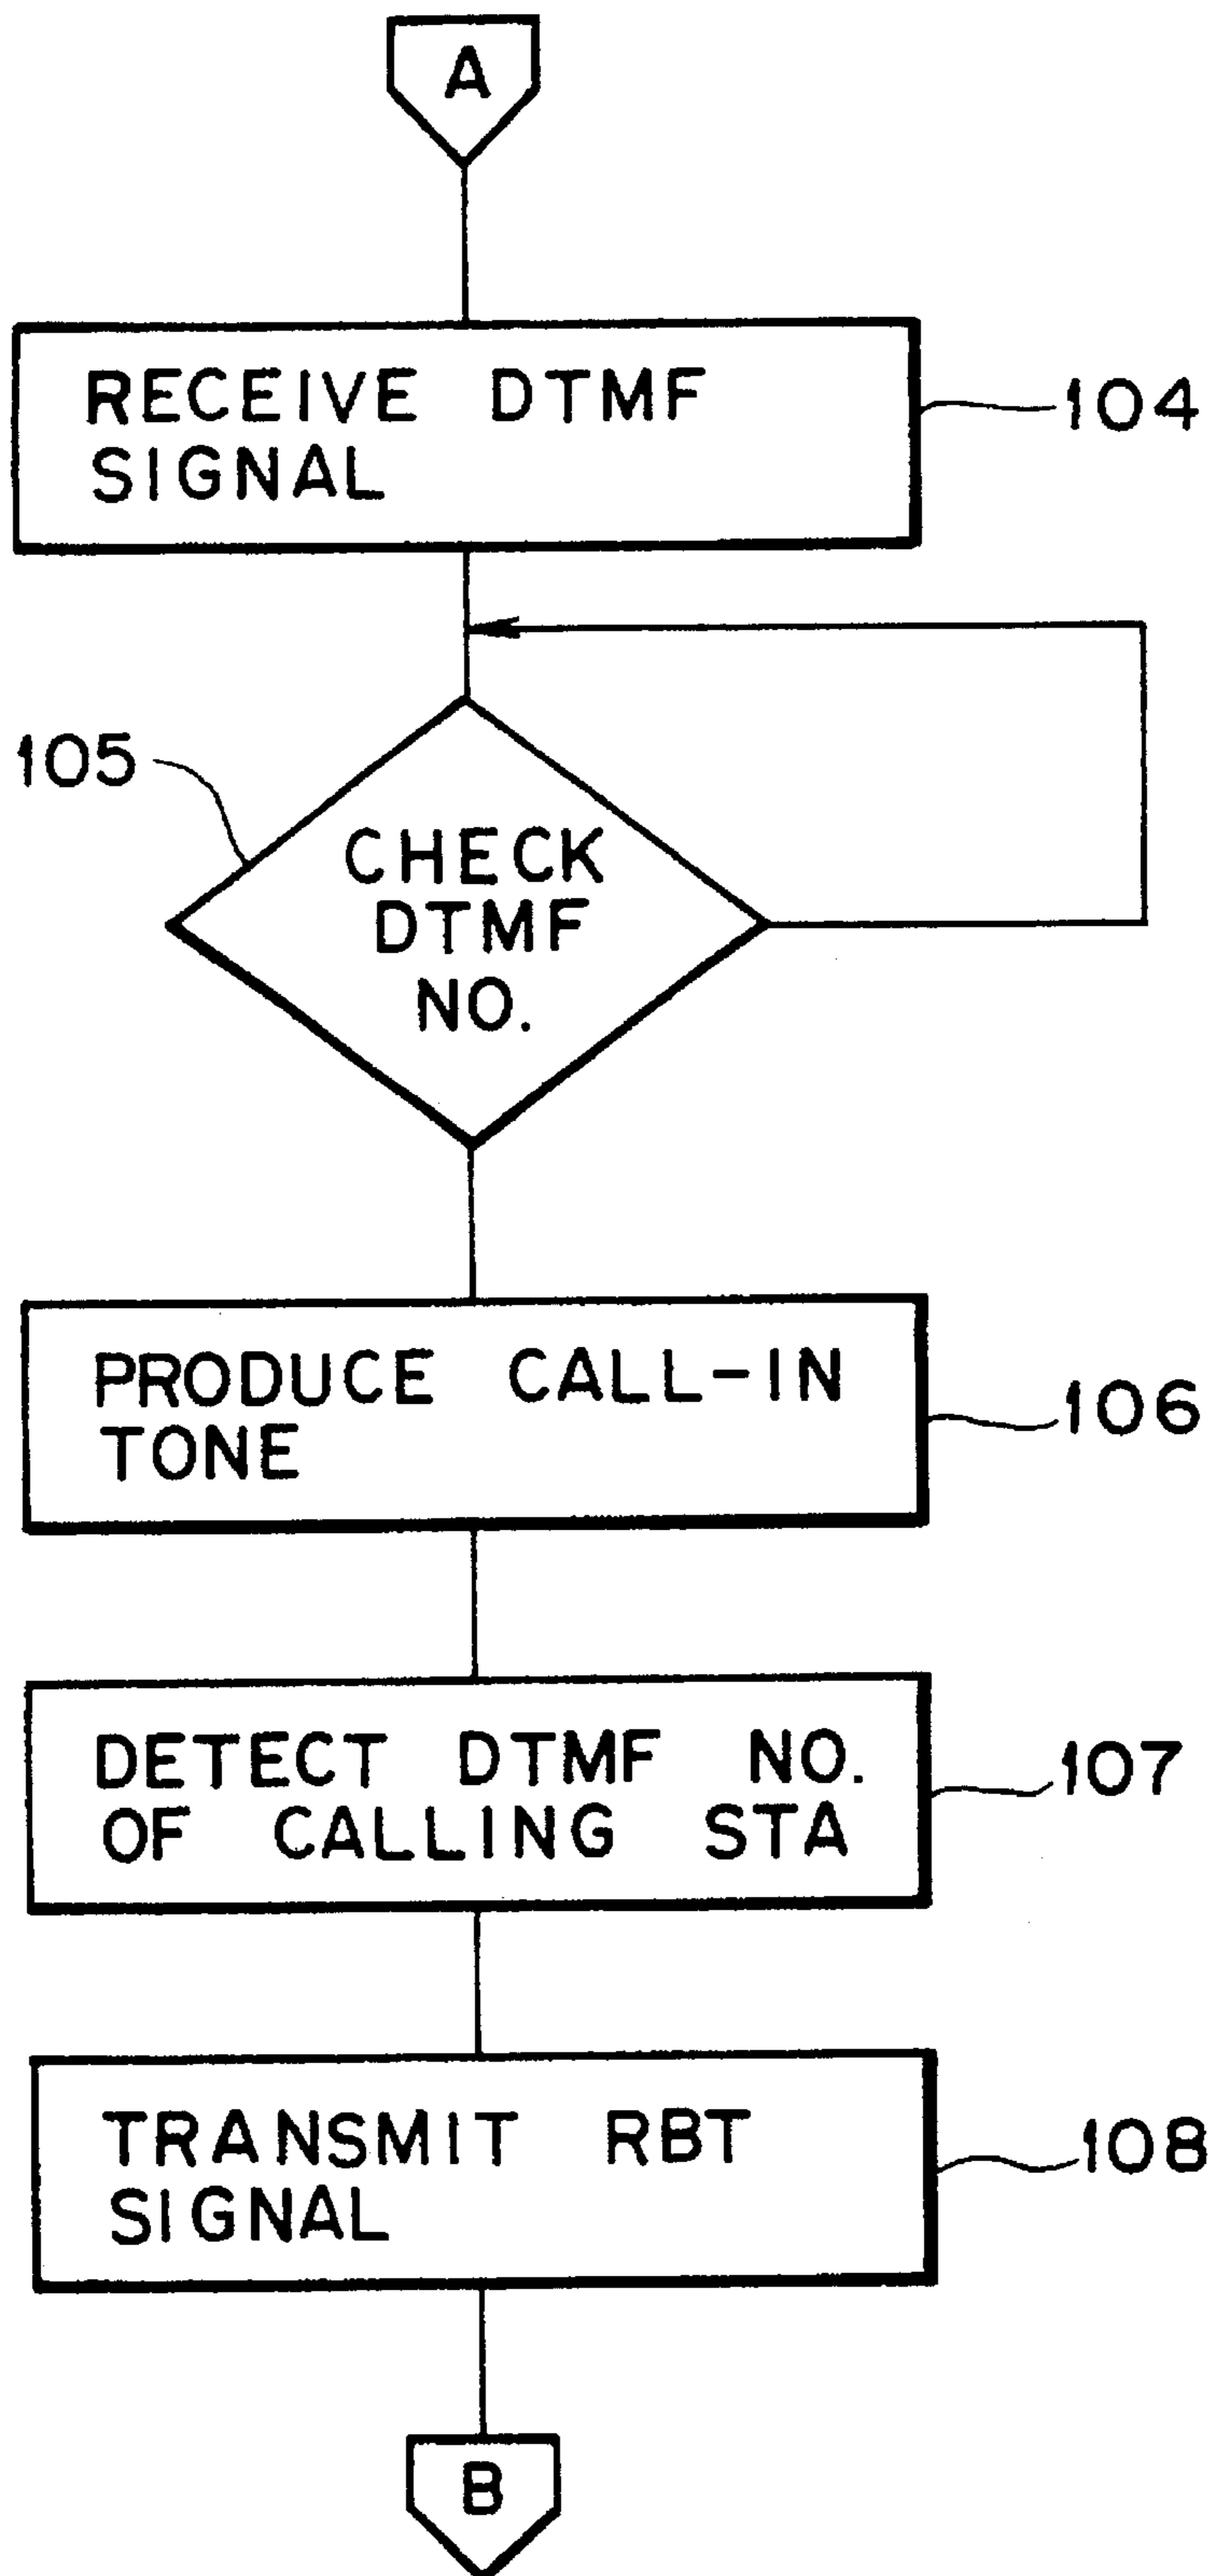 A
RECEIVE DTMF
SIGNAL
104
105
CHECK
DTMF
NO.
PRODUCE CALL-IN
TONE
106
DETECT DTMF NO.
OF CALLING STA
107
TRANSMIT RBT
SIGNAL
108
B